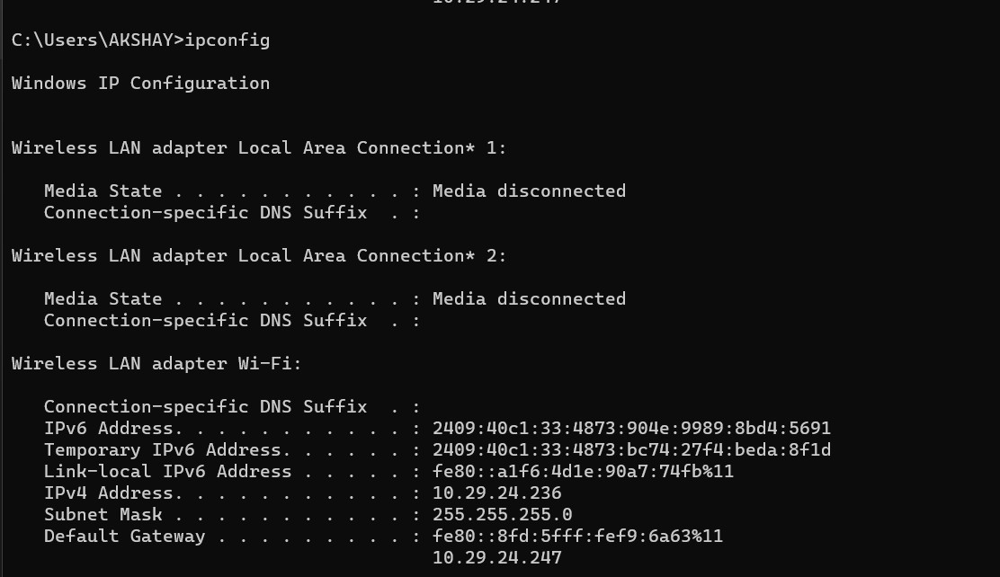 10.29.24.247
C:\Users\AKSHAY>ipconfig
Windows IP Configuration
Wireless LAN adapter Local Area Connection* 1:
Media State . . . . . . . . . . . : Media disconnected
Connection-specific DNS Suffix  . :
Wireless LAN adapter Local Area Connection* 2:
Media State . . . . . . . . . . . : Media disconnected
Connection-specific DNS Suffix  . :
Wireless LAN adapter Wi-Fi:
Connection-specific DNS Suffix  . :
IPv6 Address. . . . . . . . . . . : 2409:40c1:33:4873:904e:9989:8bd4:5691
Temporary IPv6 Address. . . . . . : 2409:40c1:33:4873:bc74:27f4:beda:8f1d
Link-local IPv6 Address . . . . . : fe80::a1f6:4d1e:90a7:74fb%11
IPv4 Address. . . . . . . . . . . : 10.29.24.236
Subnet Mask . . . . . . . . . . . : 255.255.255.0
Default Gateway . . . . . . . . . : fe80::8fd:5fff:fef9:6a63%11
10.29.24.247